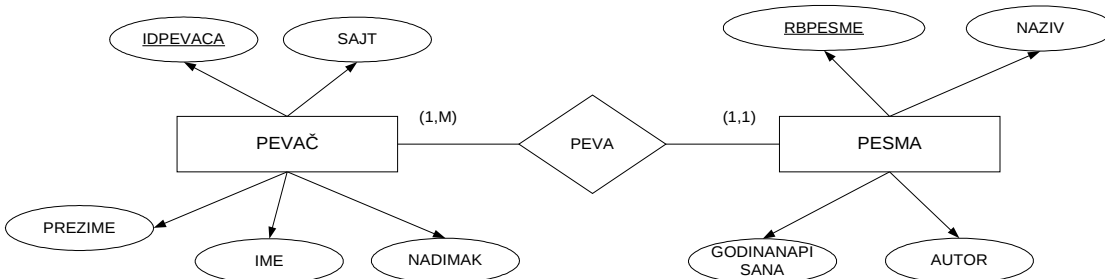 IDPEVACA
SAJT
RBPESME
NAZIV
(1,M)
(1,1)
PEVAČ
PEVA
PESMA
PREZIME
IME
NADIMAK
GODINANAPI
SANA
AUTOR